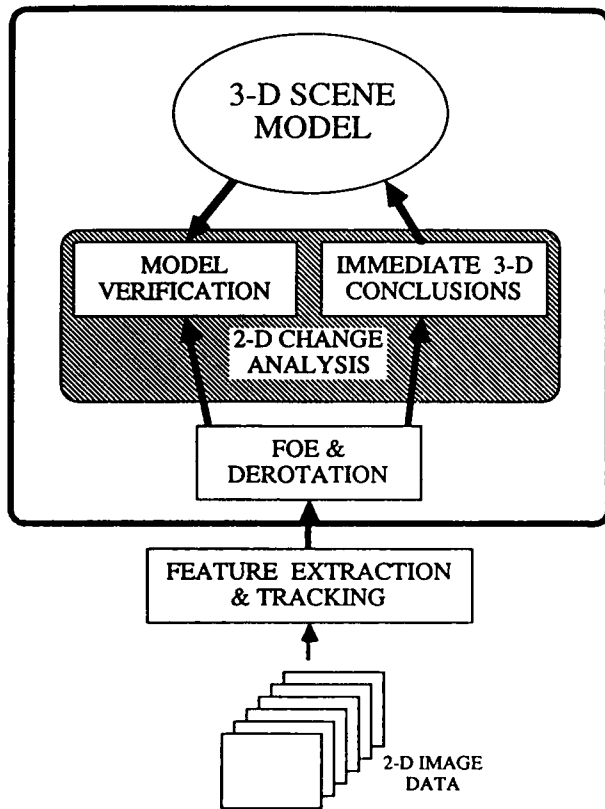 3-D SCENE
MODEL
MODEL
VERIFICATION
IMMEDIATE 3-D
CONCLUSIONS
2-D CHANGE
ANALYSIS
FOE &
DEROTATION
FEATURE EXTRACTION
& TRACKING
2-D IMAGE
DATA